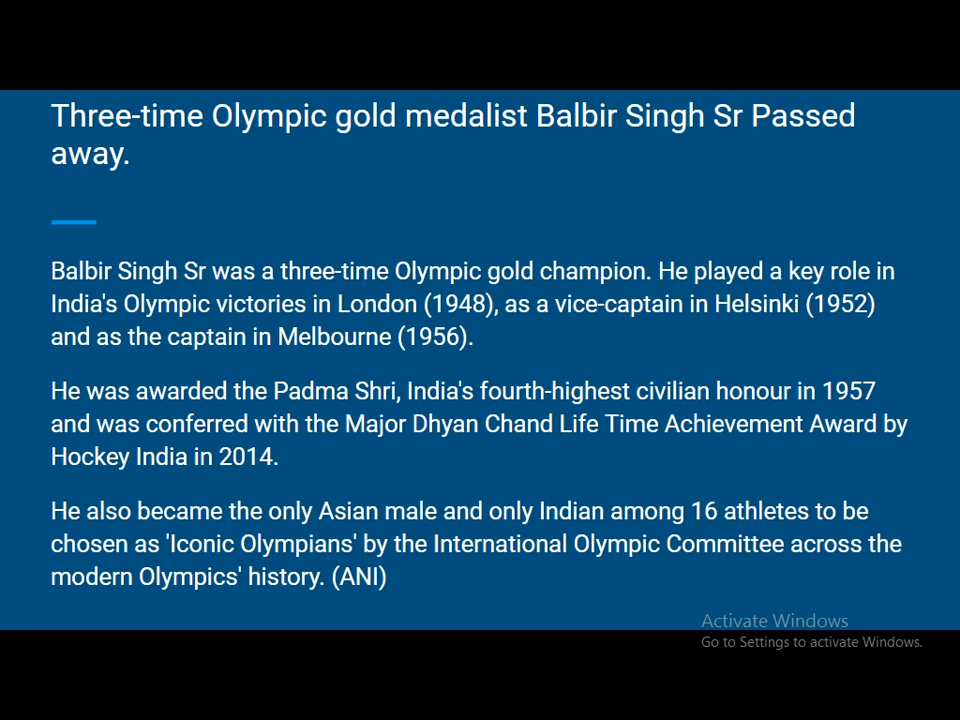 Three-time Olympic gold medalist Balbir Singh Sr Passed
away.
Balbir Singh Sr was a three-time Olympic gold champion. He played a key role in
India's Olympic victories in London (1948), as a vice-captain in Helsinki (1952)
and as the captain in Melbourne (1956).
He was awarded the Padma Shri, India's fourth-highest civilian honour in 1957
and was conferred with the Major Dhyan Chand Life Time Achievement Award by
Hockey India in 2014.
He also became the only Asian male and only Indian among 16 athletes to be
chosen as 'Iconic Olympians' by the International Olympic Committee across the
modern Olympics' history. (ANI)
Activate Windows
Go to Settings to activate Windows.